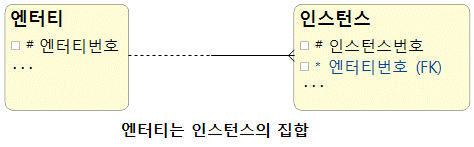 엔터티
# 엔터티번호
...
인스턴스
# 인스턴스번호
* 엔터티번호 (FK)
...
엔터티는 인스턴스의 집합